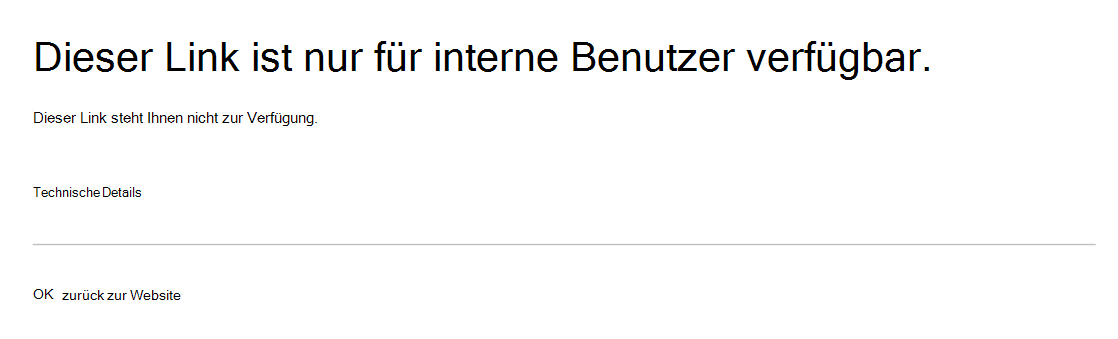 Dieser Link ist nur für interne Benutzer verfügbar.
Dieser Link steht Ihnen nicht zur Verfügung.
Technische Details
OK zurück zur Website